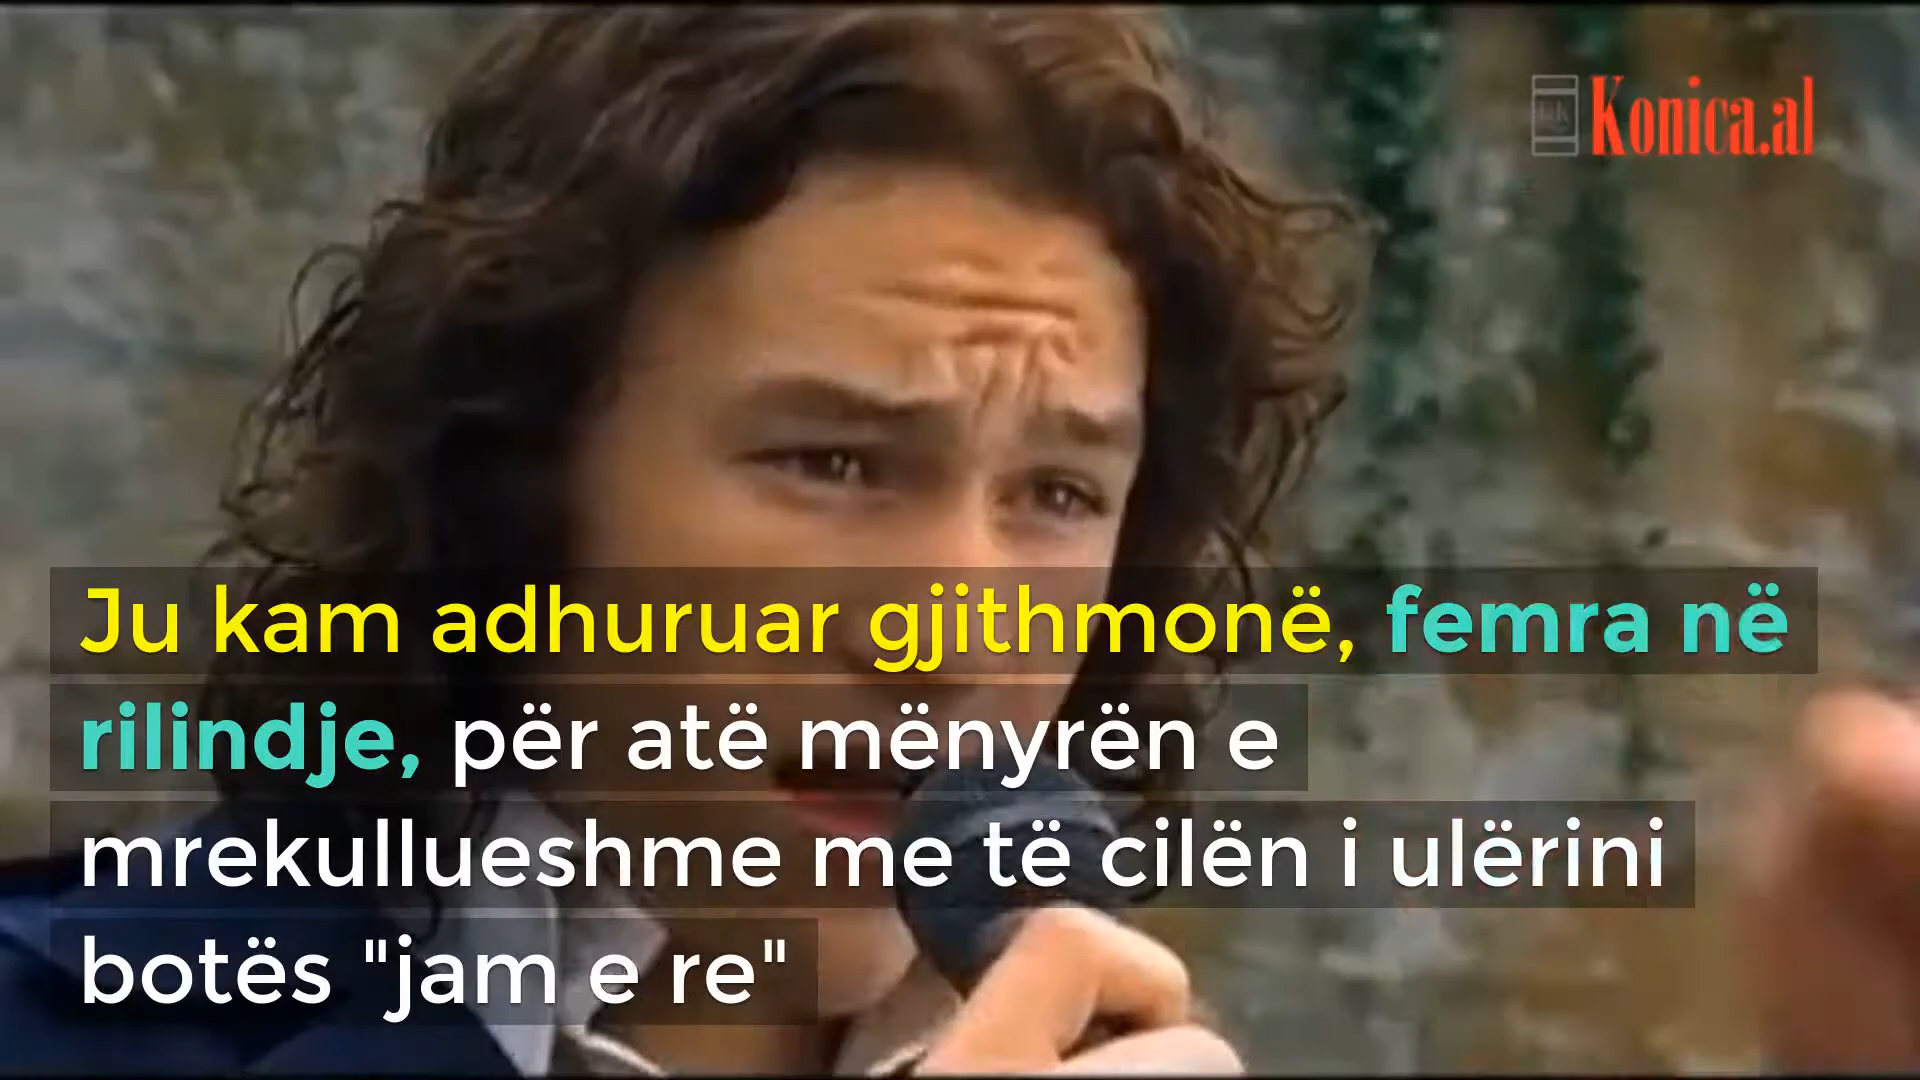 Konica.al
Ju kam adhuruar gjithmonë, femra në
rilindje, për atë mënyrën e
mrekullueshme me të cilën i ulërini
botës "jam e re"